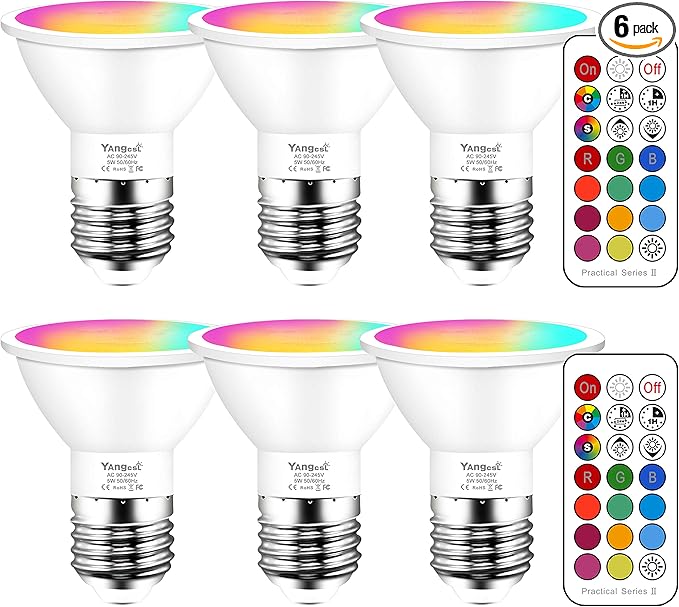 6 pack
Yangcsl
AC 90-245V
5W 50/60Hz
CE RoHS FC
Yangcsl
AC 90-245V
5W 50/60Hz
CE RoHS FC
Yangcsl
AC 90-245V
5W 50/60Hz
CE RoHS FC
On Off
C 1H
S
R G B
Practical Series II
Yangcsl
AC 90-245V
5W 50/60Hz
CE RoHS FC
Yangcsl
AC 90-245V
5W 50/60Hz
CE RoHS FC
Yangcsl
AC 90-245V
5W 50/60Hz
CE RoHS FC
On Off
C 1H
S
R G B
Practical Series II